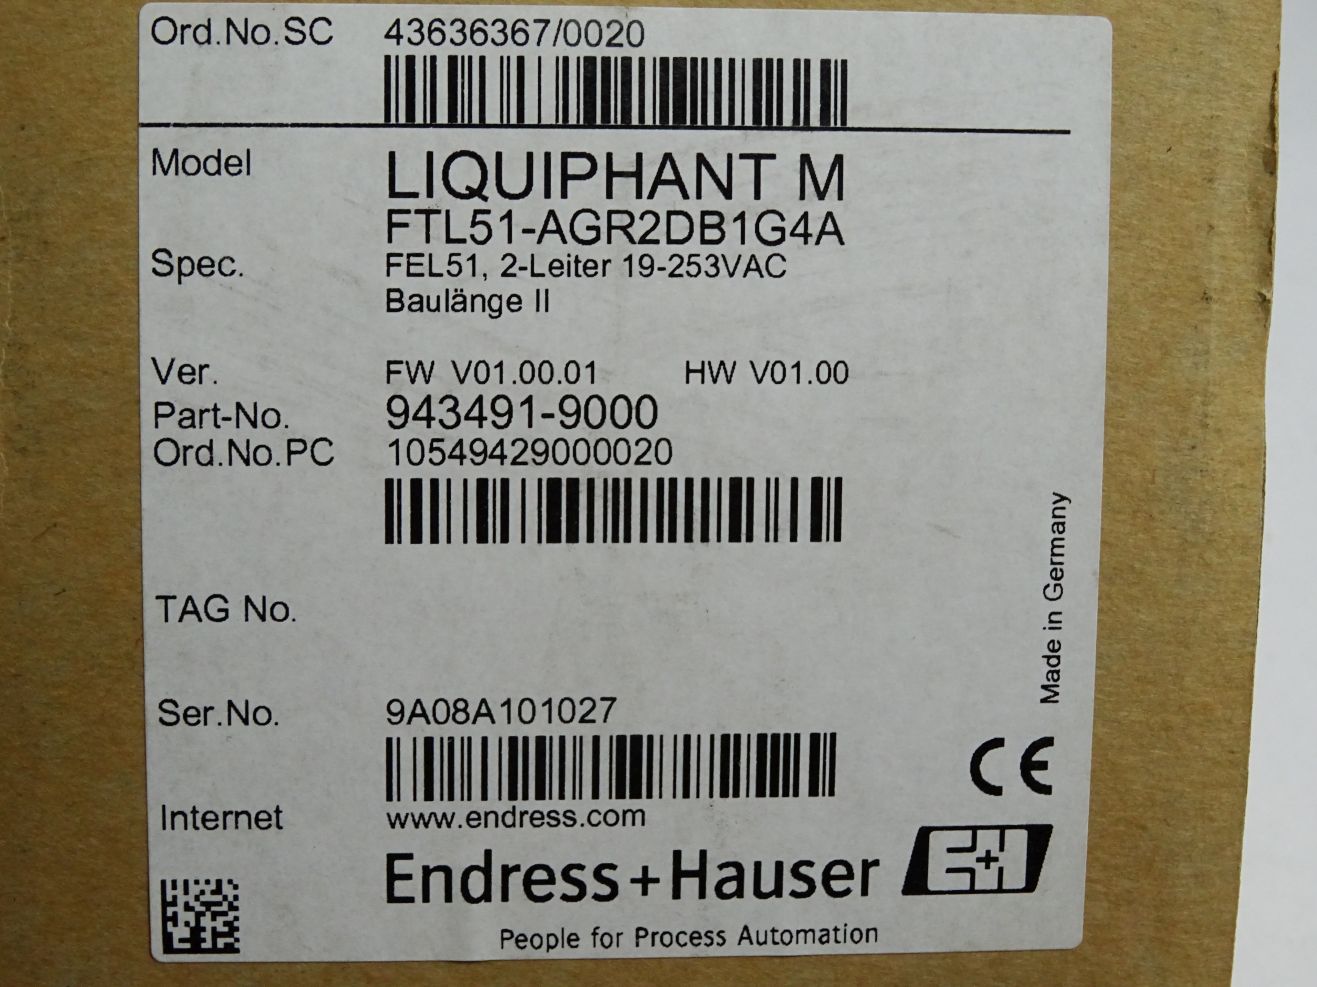 Ord.No.SC 43636367/0020
Model LIQUIPHANT M
FTL51-AGR2DB1G4A
Spec. FEL51, 2-Leiter 19-253VAC
Baulänge II
Ver. FW V01.00.01 HW V01.00
Part-No. 943491-9000
Ord.No.PC 10549429000020
Made in Germany
TAG No.
Ser.No. 9A08A101027
CE
Internet www.endress.com
Endress+Hauser E+H
People for Process Automation